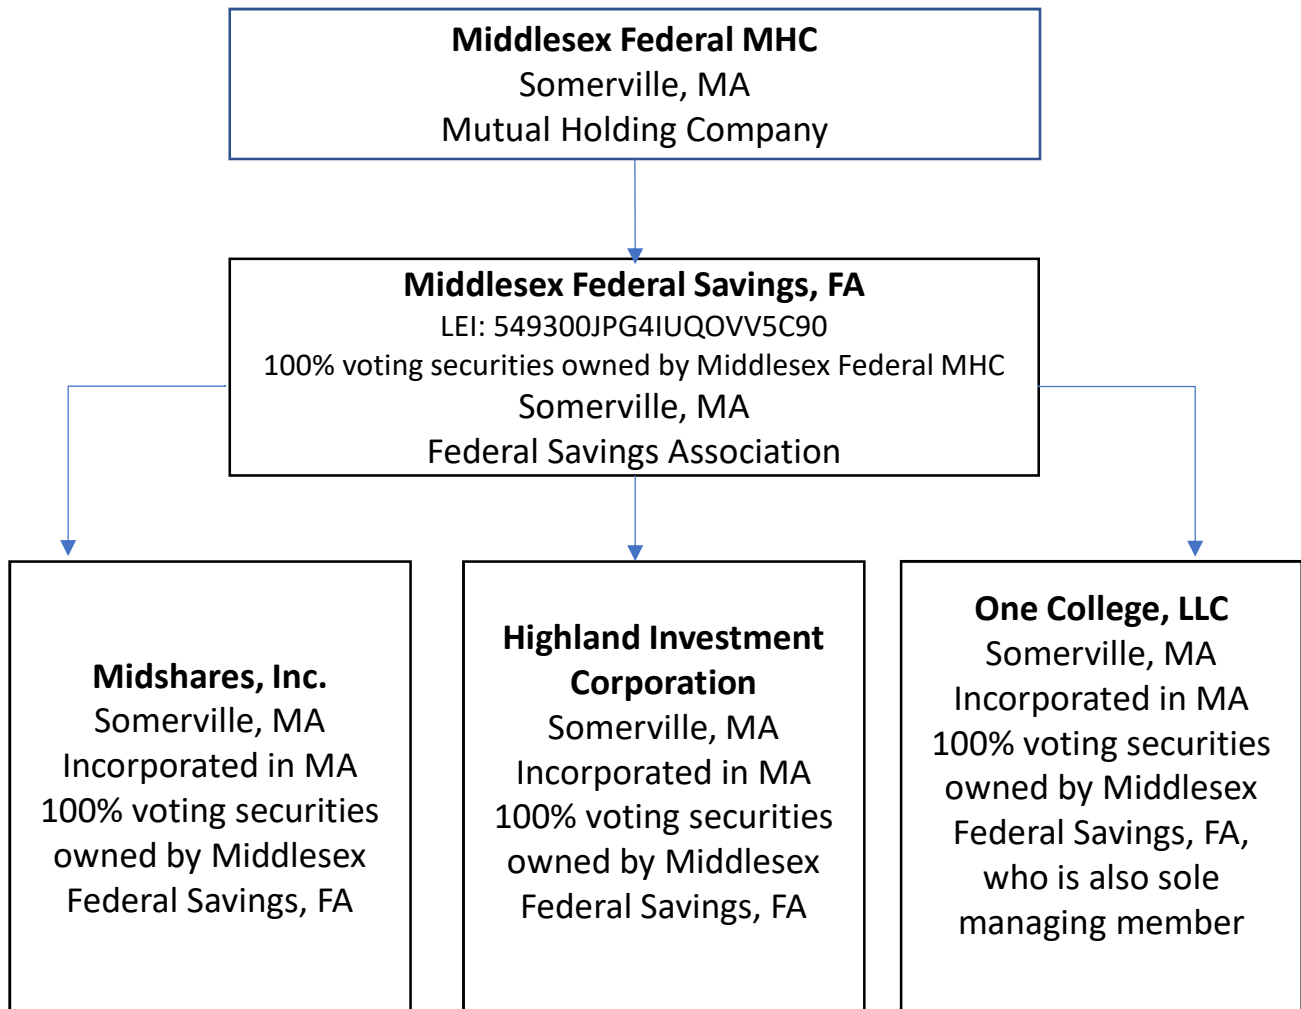 Middlesex Federal MHC
Somerville, MA
Mutual Holding Company
Middlesex Federal Savings, FA
LEI: 549300JPG4IUQOVV5C90
100% voting securities owned by Middlesex Federal MHC
Somerville, MA
Federal Savings Association
Midshares, Inc.
Somerville, MA
Incorporated in MA
100% voting securities
owned by Middlesex
Federal Savings, FA
Highland Investment
Corporation
Somerville, MA
Incorporated in MA
100% voting securities
owned by Middlesex
Federal Savings, FA
One College, LLC
Somerville, MA
Incorporated in MA
100% voting securities
owned by Middlesex
Federal Savings, FA,
who is also sole
managing member